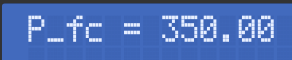 P_fc = 350.00